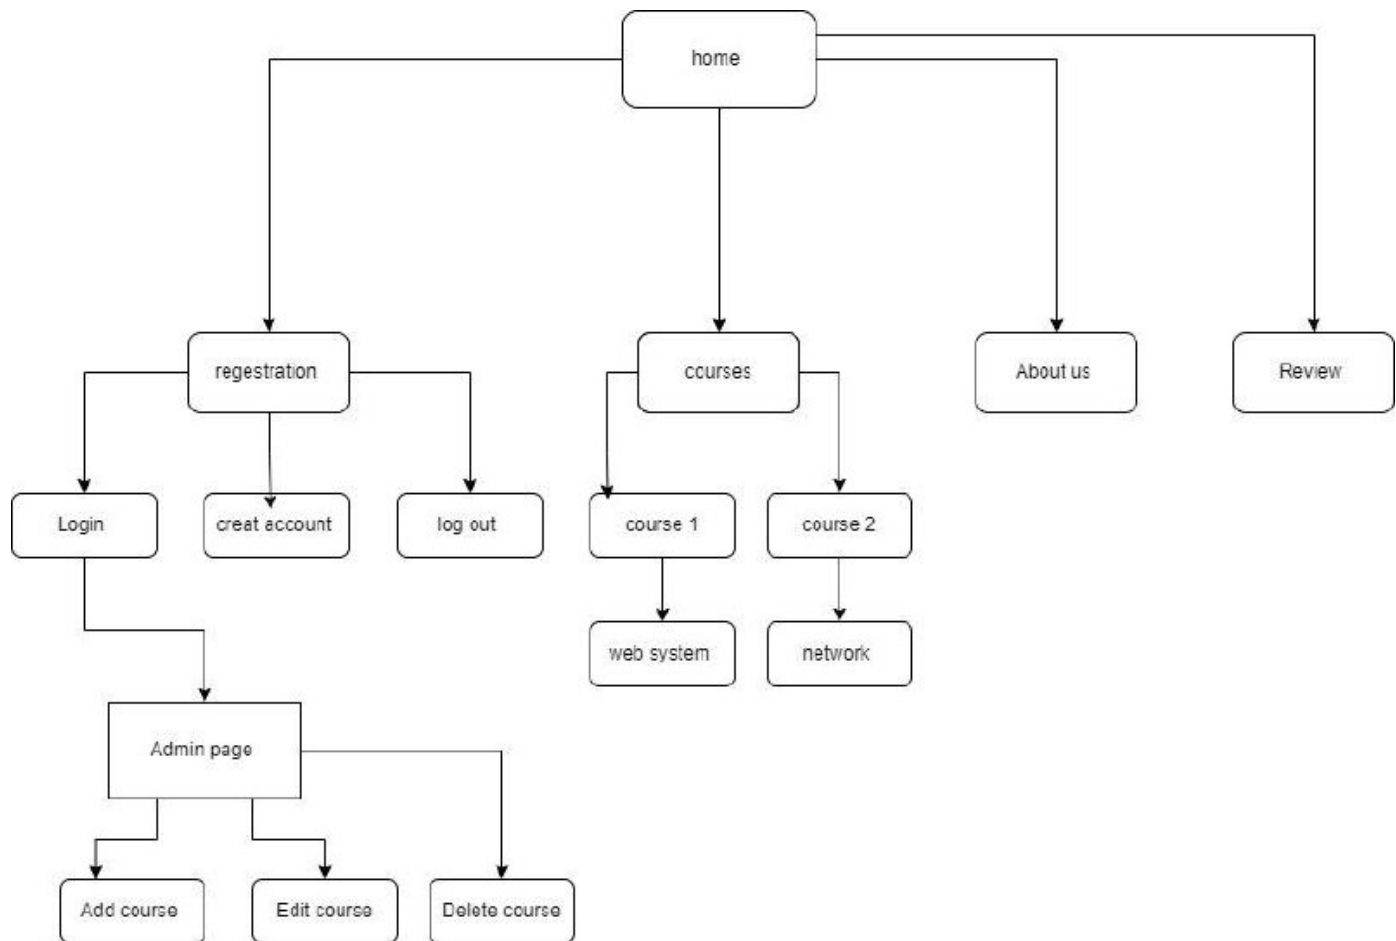 home
regestration
courses
About us
Review
Login
creat account
log out
course 1
course 2
web system
network
Admin page
Add course
Edit course
Delete course